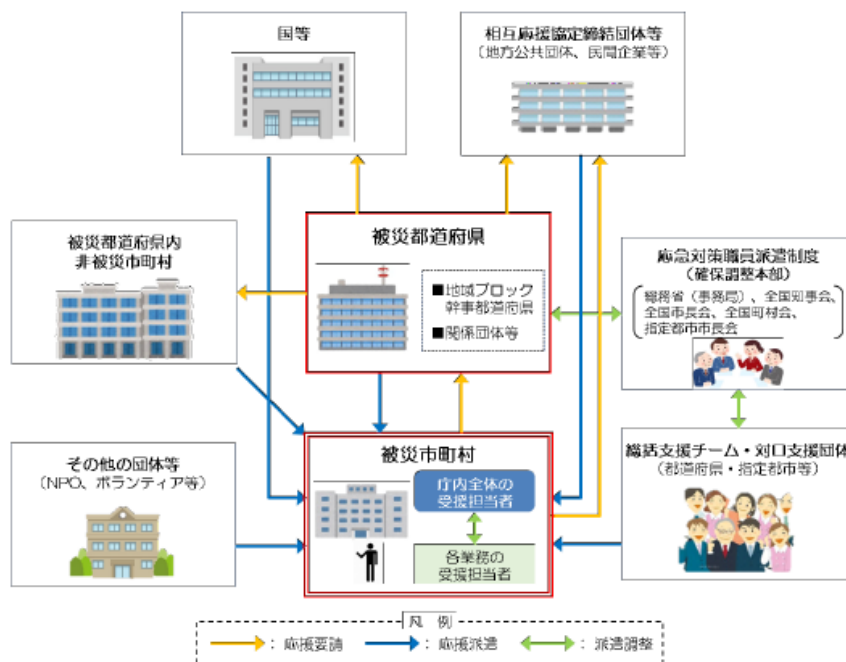 国等
相互応援協定締結団体等
（地方公共団体、民間企業等）
被災都道府県内
非被災市町村
被災都道府県
■地域ブロック
幹事都道府県
■関係団体等
応急対策職員派遣制度
（確保調整本部）
総務省（事務局）、全国知事会、
全国市長会、全国町村会、
指定都市市長会
その他の団体等
（NPO、ボランティア等）
被災市町村
庁内全体の
受援担当者
各業務の
受援担当者
総括支援チーム・対口支援団体
（都道府県・指定都市等）
凡 例
：応援要請
：応援派遣
：派遣調整